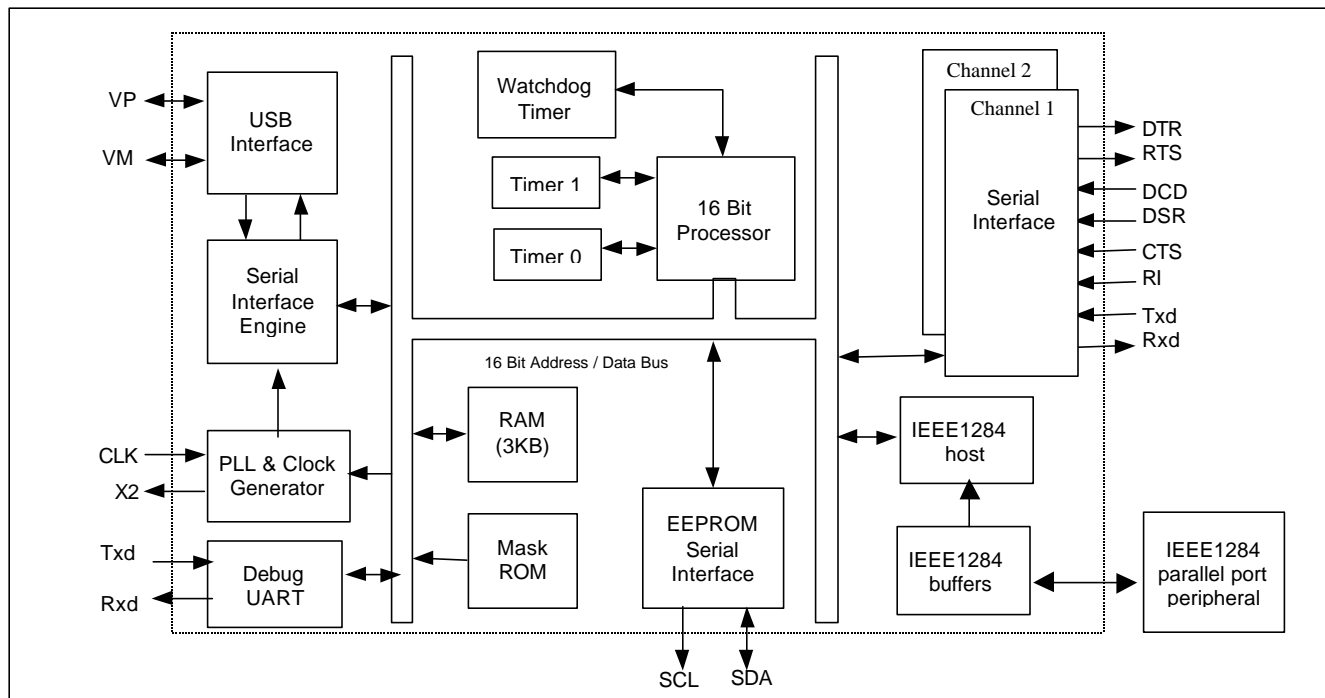 VP
VM
USB
Interface
Serial
Interface
Engine
CLK
X2
PLL & Clock
Generator
Txd
Rxd
Debug
UART
Watchdog
Timer
Timer 1
Timer 0
16 Bit
Processor
16 Bit Address / Data Bus
RAM
(3KB)
Mask
ROM
EEPROM
Serial
Interface
SCL
SDA
Channel 2
Channel 1
Serial
Interface
DTR
RTS
DCD
DSR
CTS
RI
Txd
Rxd
IEEE1284
host
IEEE1284
buffers
IEEE1284
parallel port
peripheral